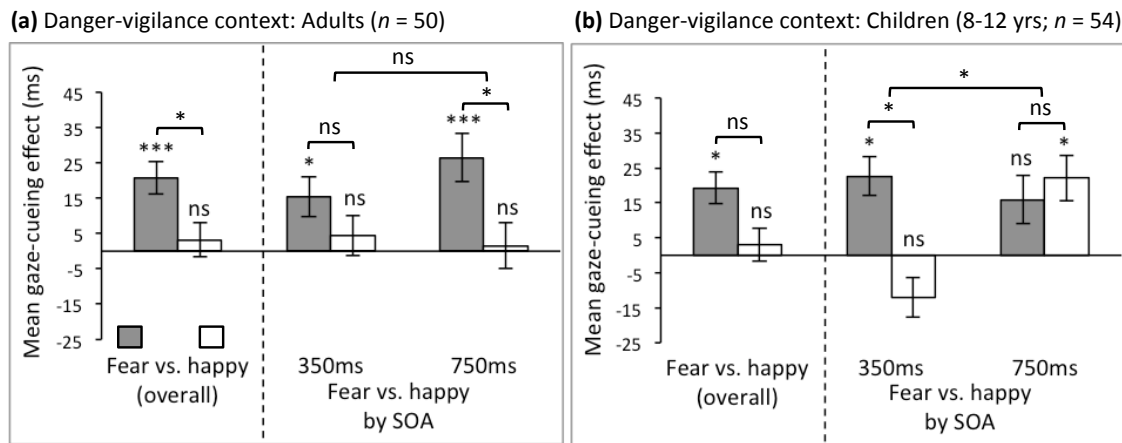 (a) Danger-vigilance context: Adults (n = 50)
ns
*
ns
*
***
*
***
ns
ns
ns
Mean gaze-cueing effect (ms)
45
35
25
15
5
-5
-15
-25
Fear vs. happy
(overall)
350ms
750ms
Fear vs. happy
by SOA
(b) Danger-vigilance context: Children (8-12 yrs; n = 54)
*
ns
*
ns
*
ns
*
ns
ns
*
Mean gaze-cueing effect (ms)
45
35
25
15
5
-5
-15
-25
Fear vs. happy
(overall)
350ms
750ms
Fear vs. happy
by SOA